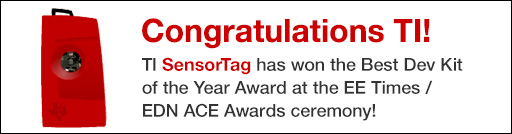 Congratulations TI!
TI SensorTag has won the Best Dev Kit
of the Year Award at the EE Times /
EDN ACE Awards ceremony!